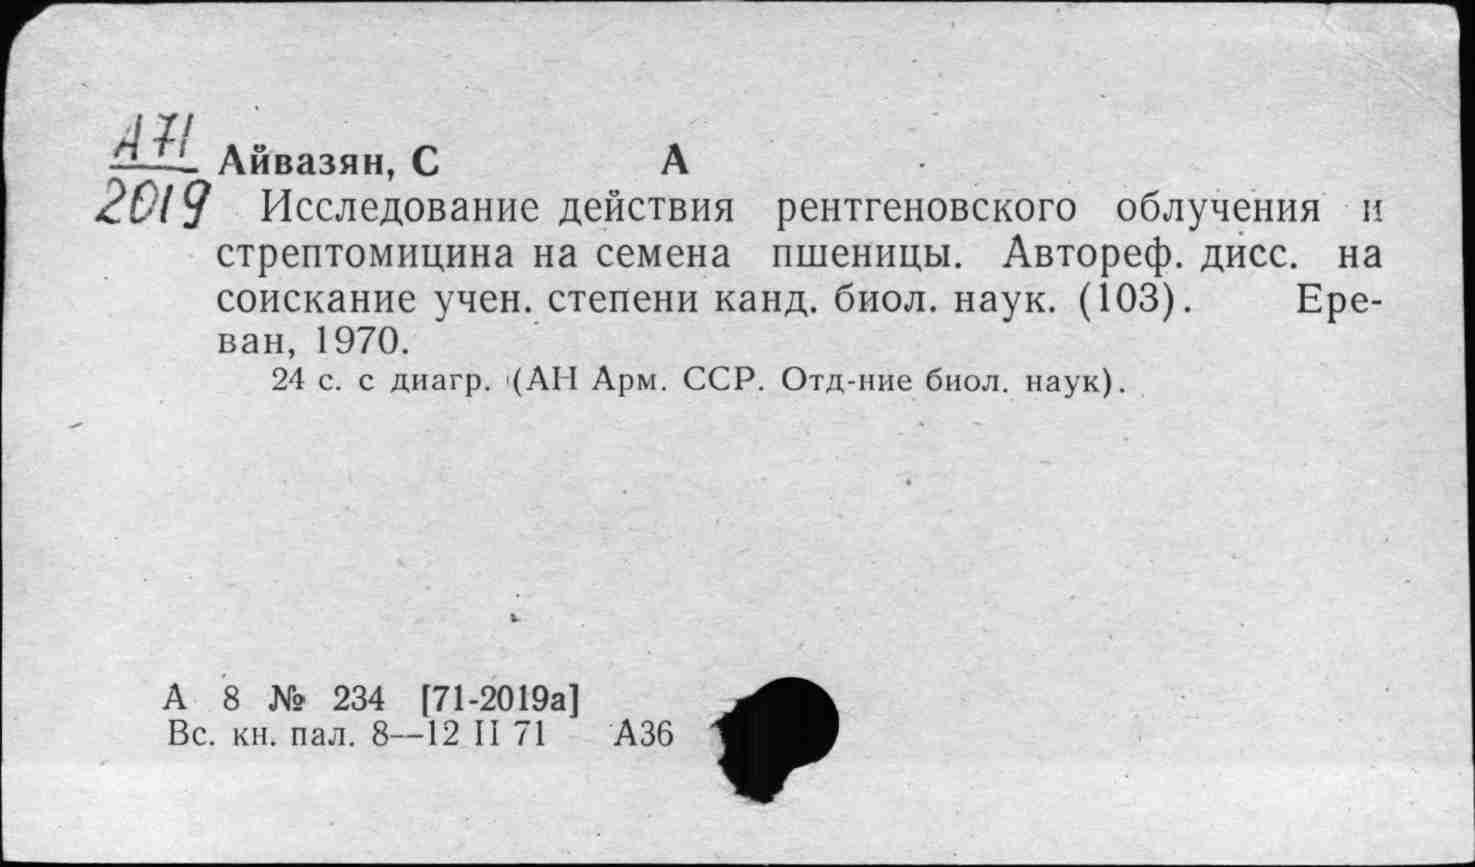 А71
2019
Айвазян, С А
Исследование действия рентгеновского облучения и
стрептомицина на семена пшеницы. Автореф. дисс. на
соискание учен. степени канд. биол. наук. (103). Ере-
ван, 1970.
24 с. с диагр. (АН Арм. ССР. Отд-ние биол. наук).
А 8 № 234 [71-2019а]
Вс. кн. пал. 8—12 II 71 А36